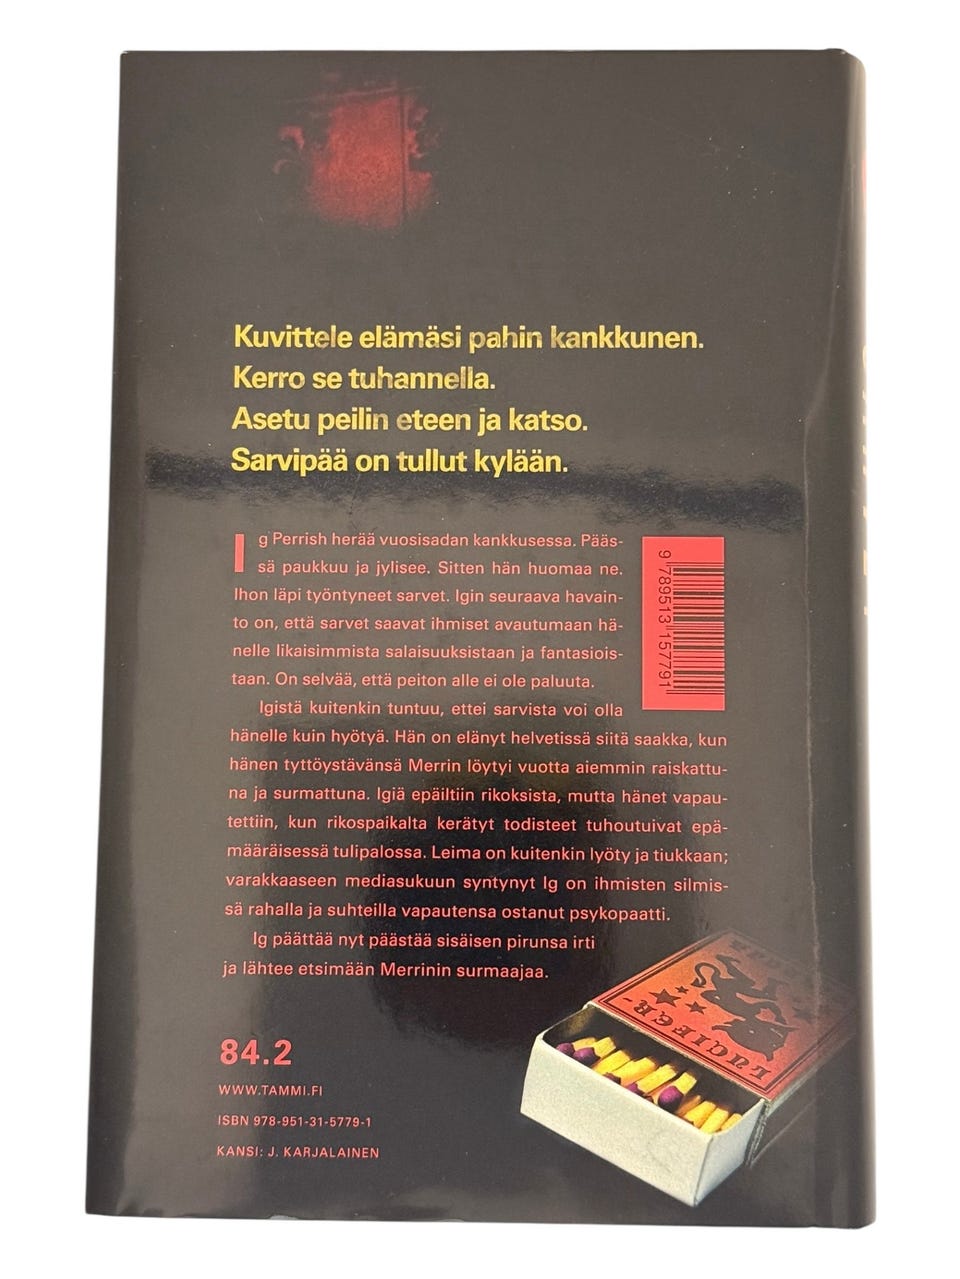 Kuvittele elämäsi pahin kankkunen.
Kerro se tuhannella.
Asetu peilin eteen ja katso.
Sarvipää on tullut kylään.
Ig Perrish herää vuosisadan kankkusessa. Pääs-
sä paukkuu ja jylisee. Sitten hän huomaa ne.
Ihon läpi työntyneet sarvet. Igin seuraava havain-
to on, että sarvet saavat ihmiset avautumaan hä-
nelle likaisimmista salaisuuksistaan ja fantasiois-
taan. On selvää, että peiton alle ei ole paluuta.
Igistä kuitenkin tuntuu, ettei sarvista voi olla
hänelle kuin hyötyä. Hän on elänyt helvetissä siitä saakka, kun
hänen tyttöystävänsä Merrin löytyi vuotta aiemmin raiskattu-
na ja surmattuna. Igiä epäiltiin rikoksista, mutta hänet vapau-
tettiin, kun rikospaikalta kerätyt todisteet tuhoutuivat epä-
määräisessä tulipalossa. Leima on kuitenkin lyöty ja tiukkaan;
varakkaaseen mediasukuun syntynyt Ig on ihmisten silmis-
sä rahalla ja suhteilla vapautensa ostanut psykopaatti.
Ig päättää nyt päästää sisäisen pirunsa irti
ja lähtee etsimään Merrinin surmaajaa.
9 789513 157791
84.2
WWW.TAMMI.FI
ISBN 978-951-31-5779-1
KANSI: J. KARJALAINEN
LUCIFER